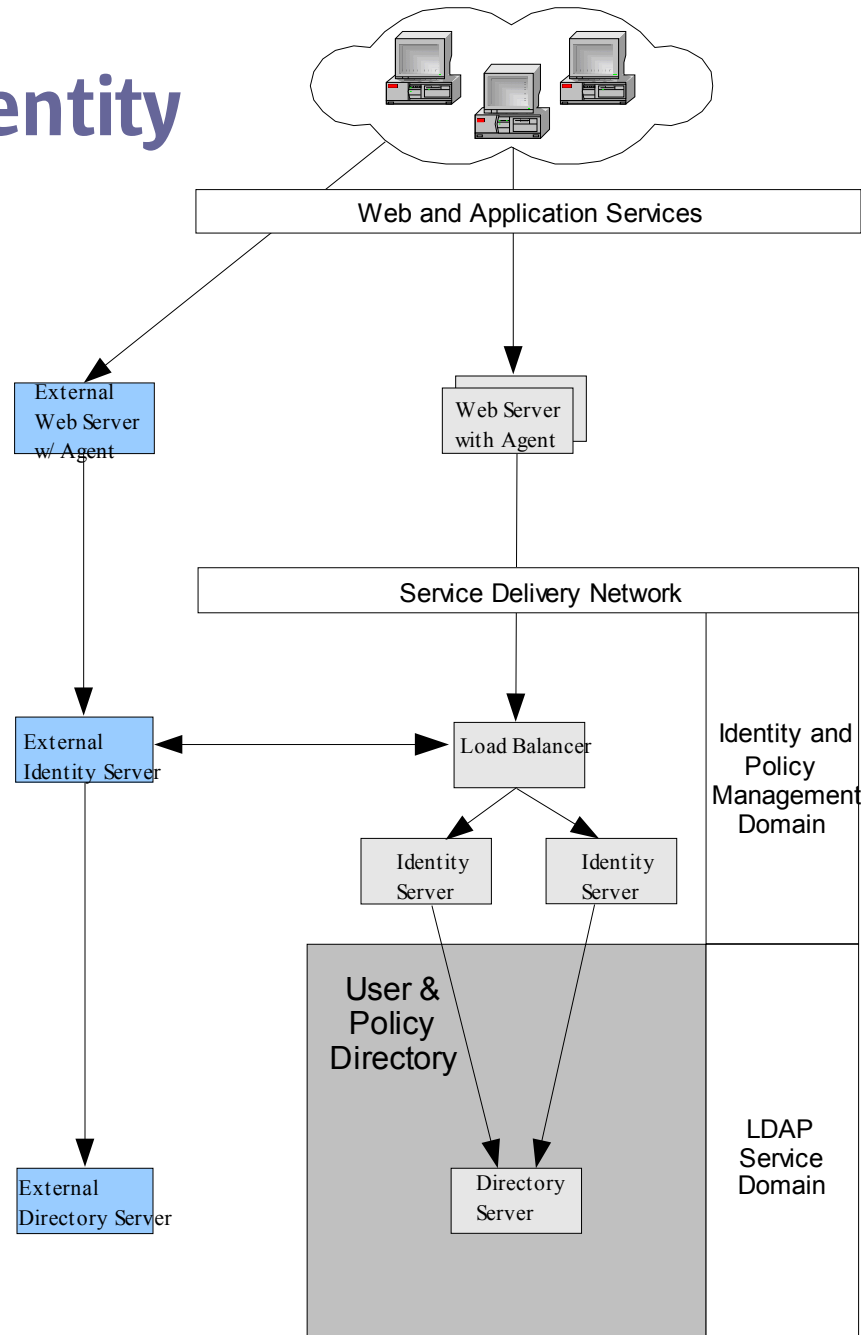 entity
Web and Application Services
External
Web Server
w/ Agent
Web Server
with Agent
Service Delivery Network
External
Identity Server
Load Balancer
Identity and
Policy
Management
Domain
Identity
Server
Identity
Server
User &
Policy
Directory
LDAP
Service
Domain
External
Directory Server
Directory
Server